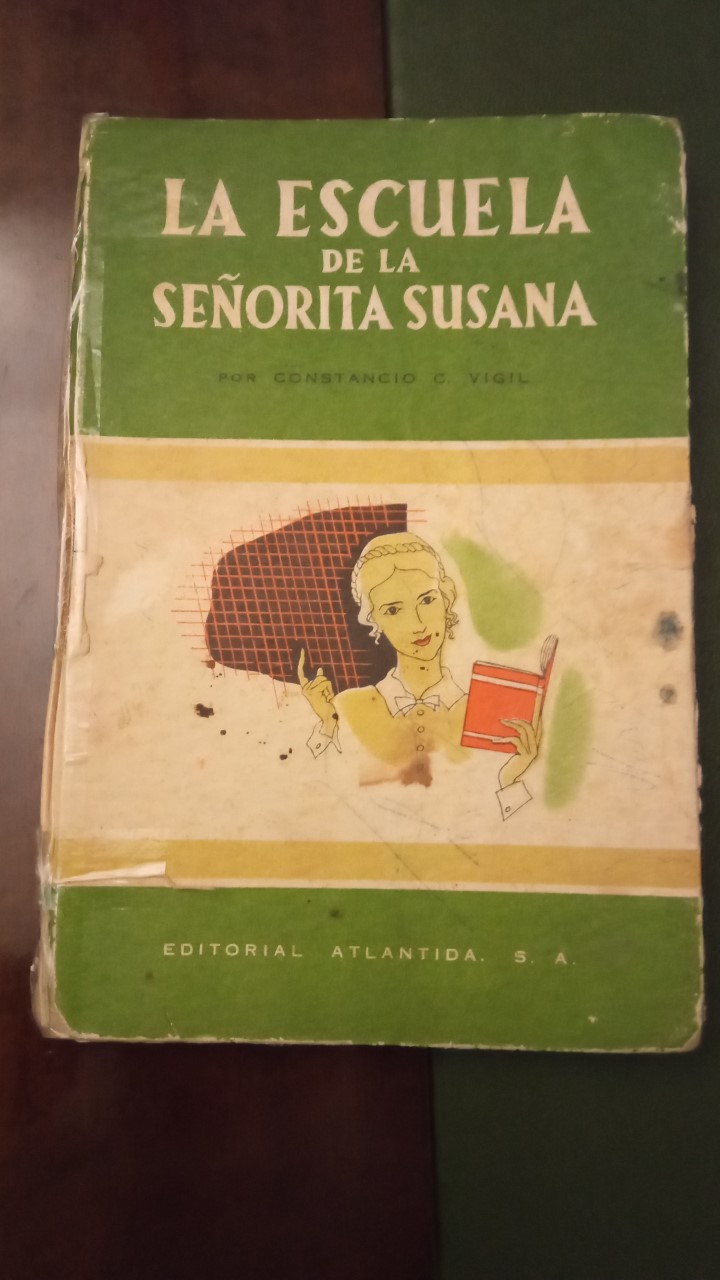 LA ESCUELA
DE LA
SEÑORITA SUSANA
POR CONSTANCIO C. VIGIL
EDITORIAL ATLANTIDA. S. A.